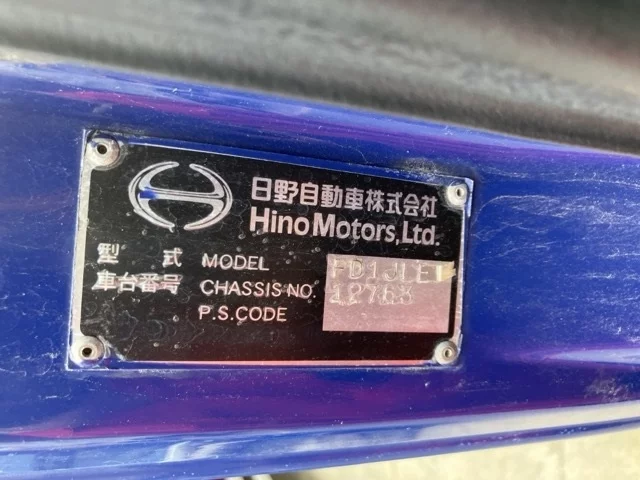 日野自動車株式会社
Hino Motors, Ltd.
型式 MODEL FD1JLE
車台番号 CHASSIS NO.
P.S.CODE